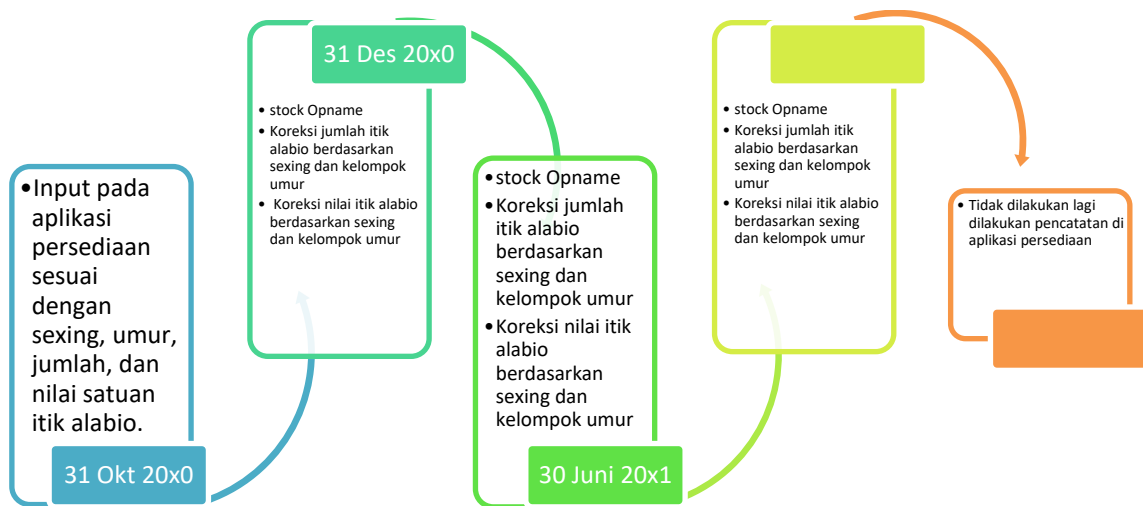 •Input pada
aplikasi
persediaan
sesuai
dengan
sexing, umur,
jumlah, dan
nilai satuan
itik alabio.
31 Okt 20x0
31 Des 20x0
• stock Opname
• Koreksi jumlah itik
alabio berdasarkan
sexing dan kelompok
umur
• Koreksi nilai itik alabio
berdasarkan sexing
dan kelompok umur
•stock Opname
•Koreksi jumlah
itik alabio
berdasarkan
sexing dan
kelompok umur
•Koreksi nilai itik
alabio
berdasarkan
sexing dan
kelompok umur
30 Juni 20x1
• stock Opname
• Koreksi jumlah itik
alabio berdasarkan
sexing dan kelompok
umur
• Koreksi nilai itik alabio
berdasarkan sexing
dan kelompok umur
• Tidak dilakukan lagi
dilakukan pencatatan di
aplikasi persediaan